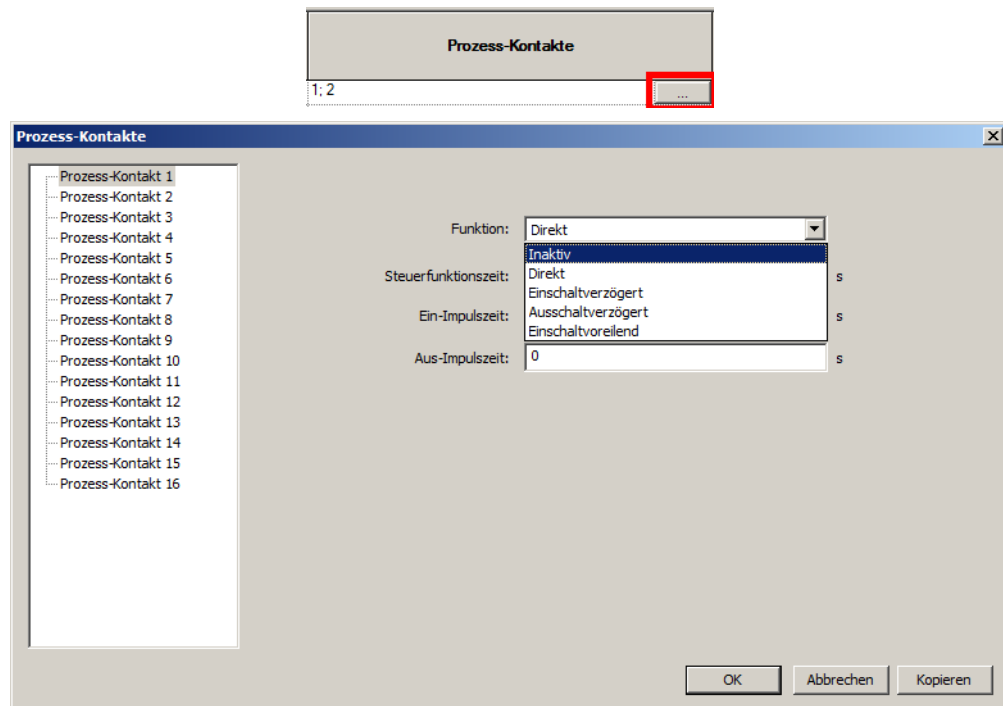 Prozess-Kontakte
1; 2
...
Prozess-Kontakte
Prozess-Kontakt 1
Prozess-Kontakt 2
Prozess-Kontakt 3
Prozess-Kontakt 4
Prozess-Kontakt 5
Prozess-Kontakt 6
Prozess-Kontakt 7
Prozess-Kontakt 8
Prozess-Kontakt 9
Prozess-Kontakt 10
Prozess-Kontakt 11
Prozess-Kontakt 12
Prozess-Kontakt 13
Prozess-Kontakt 14
Prozess-Kontakt 15
Prozess-Kontakt 16
Funktion: Direkt
Inaktiv
Direkt
Einschaltverzögert
Ausschaltverzögert
Einschaltvoreilend
Steuerfunktionszeit: s
Ein-Impulszeit: s
Aus-Impulszeit: 0 s
OK Abbrechen Kopieren